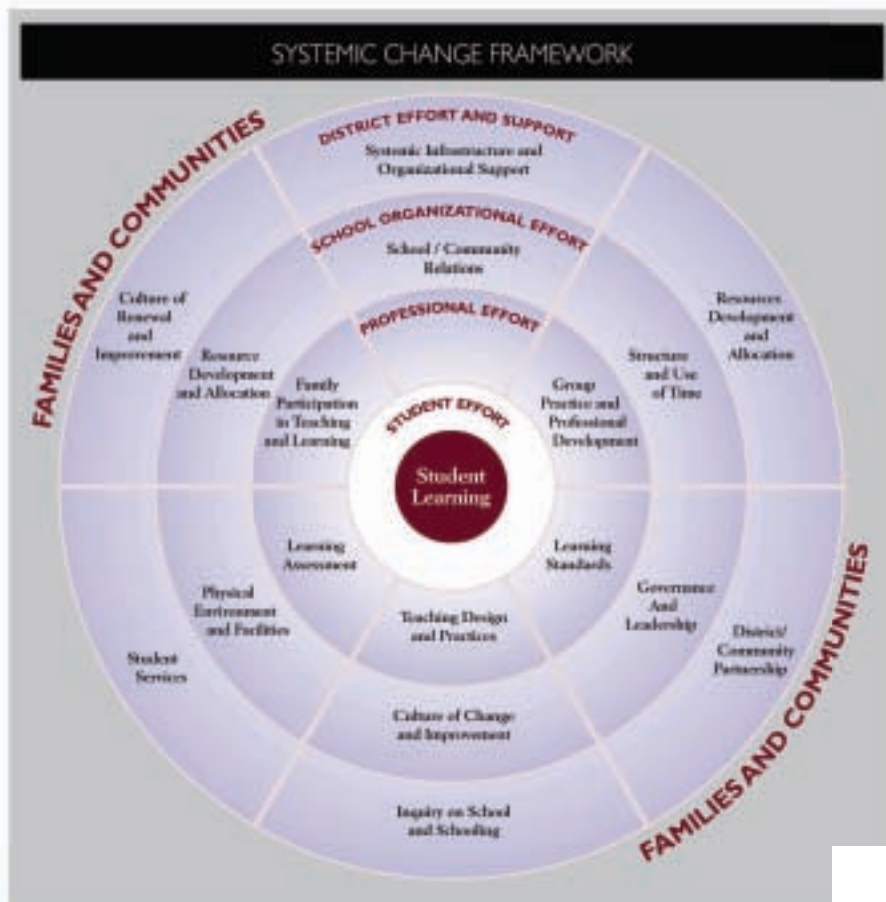 SYSTEMIC CHANGE FRAMEWORK
FAMILIES AND COMMUNITIES
DISTRICT EFFORT AND SUPPORT
Systemic Infrastructure and
Organizational Support
SCHOOL ORGANIZATIONAL EFFORT
School / Community
Relations
PROFESSIONAL EFFORT
STUDENT EFFORT
Student
Learning
Culture of
Renewal
and
Improvement
Resource
Development
and Allocation
Family
Participation
in Teaching
and Learning
Group
Practice and
Professional
Development
Structure
and Use
of Time
Resources
Development
and
Allocation
Learning
Assessment
Learning
Standards
Physical
Environment
and Facilities
Teaching Design
and Practices
Governance
And
Leadership
Student
Services
District/
Community
Partnership
Culture of Change
and Improvement
Inquiry on School
and Schooling
FAMILIES AND COMMUNITIES